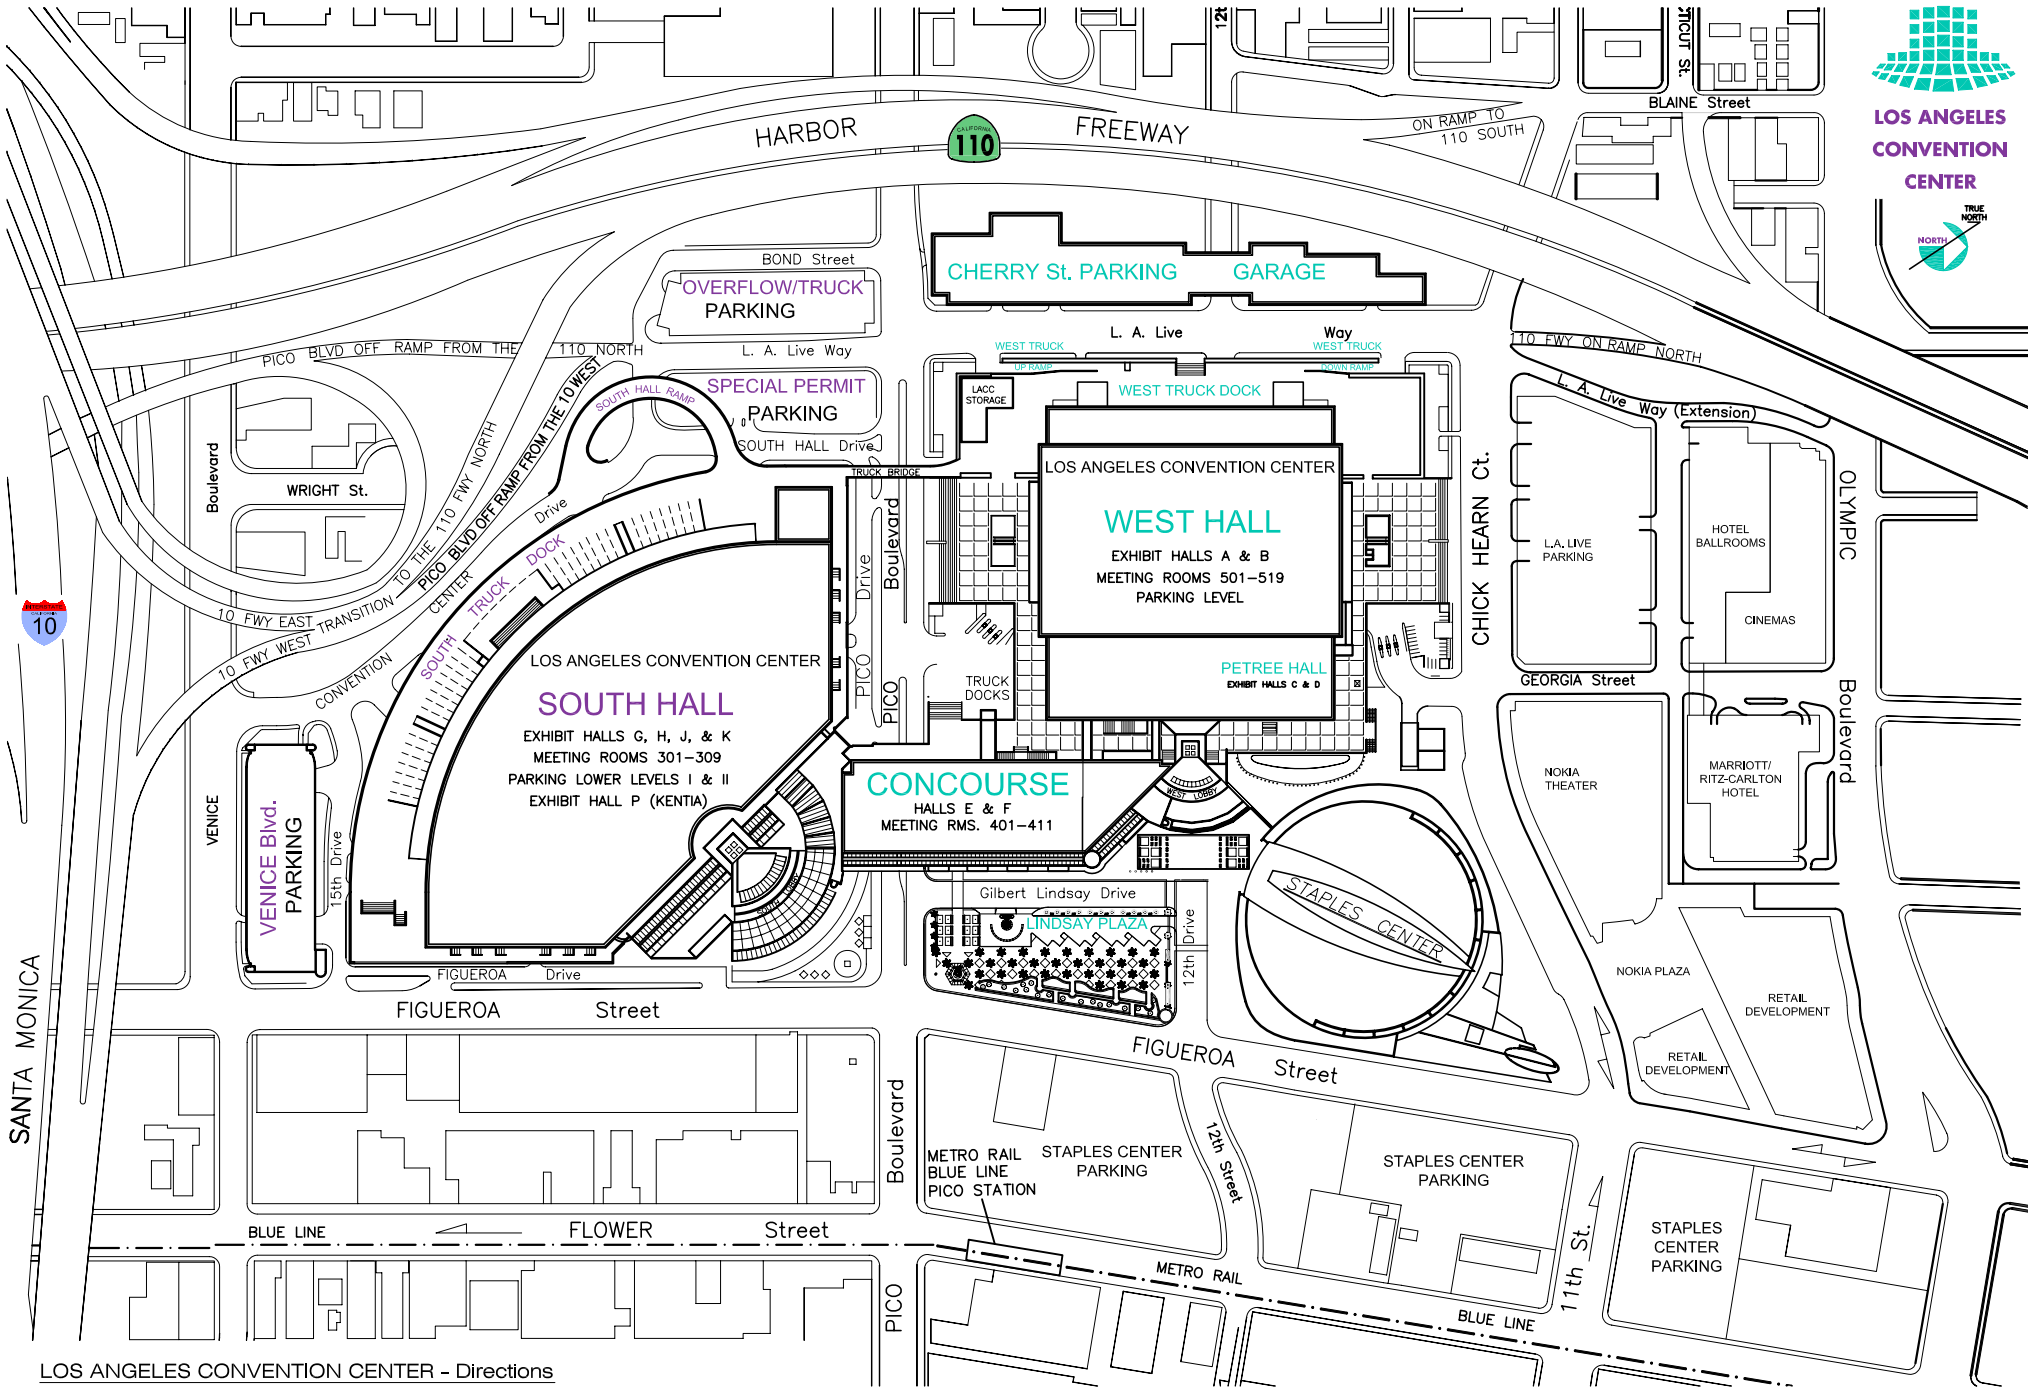 12t
TICUT St.
BLAINE Street
LOS ANGELES
CONVENTION
CENTER
TRUE
NORTH
NORTH
HARBOR
CALIFORNIA
110
FREEWAY
ON RAMP TO
110 SOUTH
BOND Street
OVERFLOW/TRUCK
PARKING
CHERRY St. PARKING GARAGE
L. A. Live Way
PICO BLVD OFF RAMP FROM THE 110 NORTH
L. A. Live Way
WEST TRUCK
UP RAMP
WEST TRUCK
DOWN RAMP
110 FWY ON RAMP NORTH
L. A. Live Way (Extension)
SPECIAL PERMIT
PARKING
SOUTH HALL RAMP
SOUTH HALL Drive
TRUCK BRIDGE
LACC
STORAGE
WEST TRUCK DOCK
LOS ANGELES CONVENTION CENTER
WEST HALL
EXHIBIT HALLS A & B
MEETING ROOMS 501-519
PARKING LEVEL
PETREE HALL
EXHIBIT HALLS C & D
TRUCK
DOCKS
CHICK HEARN Ct.
L.A. LIVE
PARKING
HOTEL
BALLROOMS
CINEMAS
OLYMPIC
Boulevard
GEORGIA Street
NOKIA
THEATER
MARRIOTT/
RITZ-CARLTON
HOTEL
Boulevard
VENICE
WRIGHT St.
TO THE 110 FWY NORTH
PICO BLVD OFF RAMP FROM THE 10 WEST
10 FWY EAST TRANSITION
10 FWY WEST
CONVENTION CENTER Drive
SOUTH TRUCK DOCK
INTERSTATE
CALIFORNIA
10
LOS ANGELES CONVENTION CENTER
SOUTH HALL
EXHIBIT HALLS G, H, J, & K
MEETING ROOMS 301-309
PARKING LOWER LEVELS I & II
EXHIBIT HALL P (KENTIA)
PICO Drive
PICO Boulevard
CONCOURSE
HALLS E & F
MEETING RMS. 401-411
WEST LOBBY
SOUTH LOBBY
VENICE Blvd.
PARKING
15th Drive
Gilbert Lindsay Drive
LINDSAY PLAZA
12th Drive
STAPLES CENTER
NOKIA PLAZA
RETAIL
DEVELOPMENT
RETAIL
DEVELOPMENT
FIGUEROA Drive
FIGUEROA Street
FIGUEROA Street
SANTA MONICA
PICO Boulevard
METRO RAIL
BLUE LINE
PICO STATION
STAPLES CENTER
PARKING
12th Street
STAPLES CENTER
PARKING
11th St.
STAPLES
CENTER
PARKING
BLUE LINE
FLOWER Street
METRO RAIL
BLUE LINE
LOS ANGELES CONVENTION CENTER - Directions